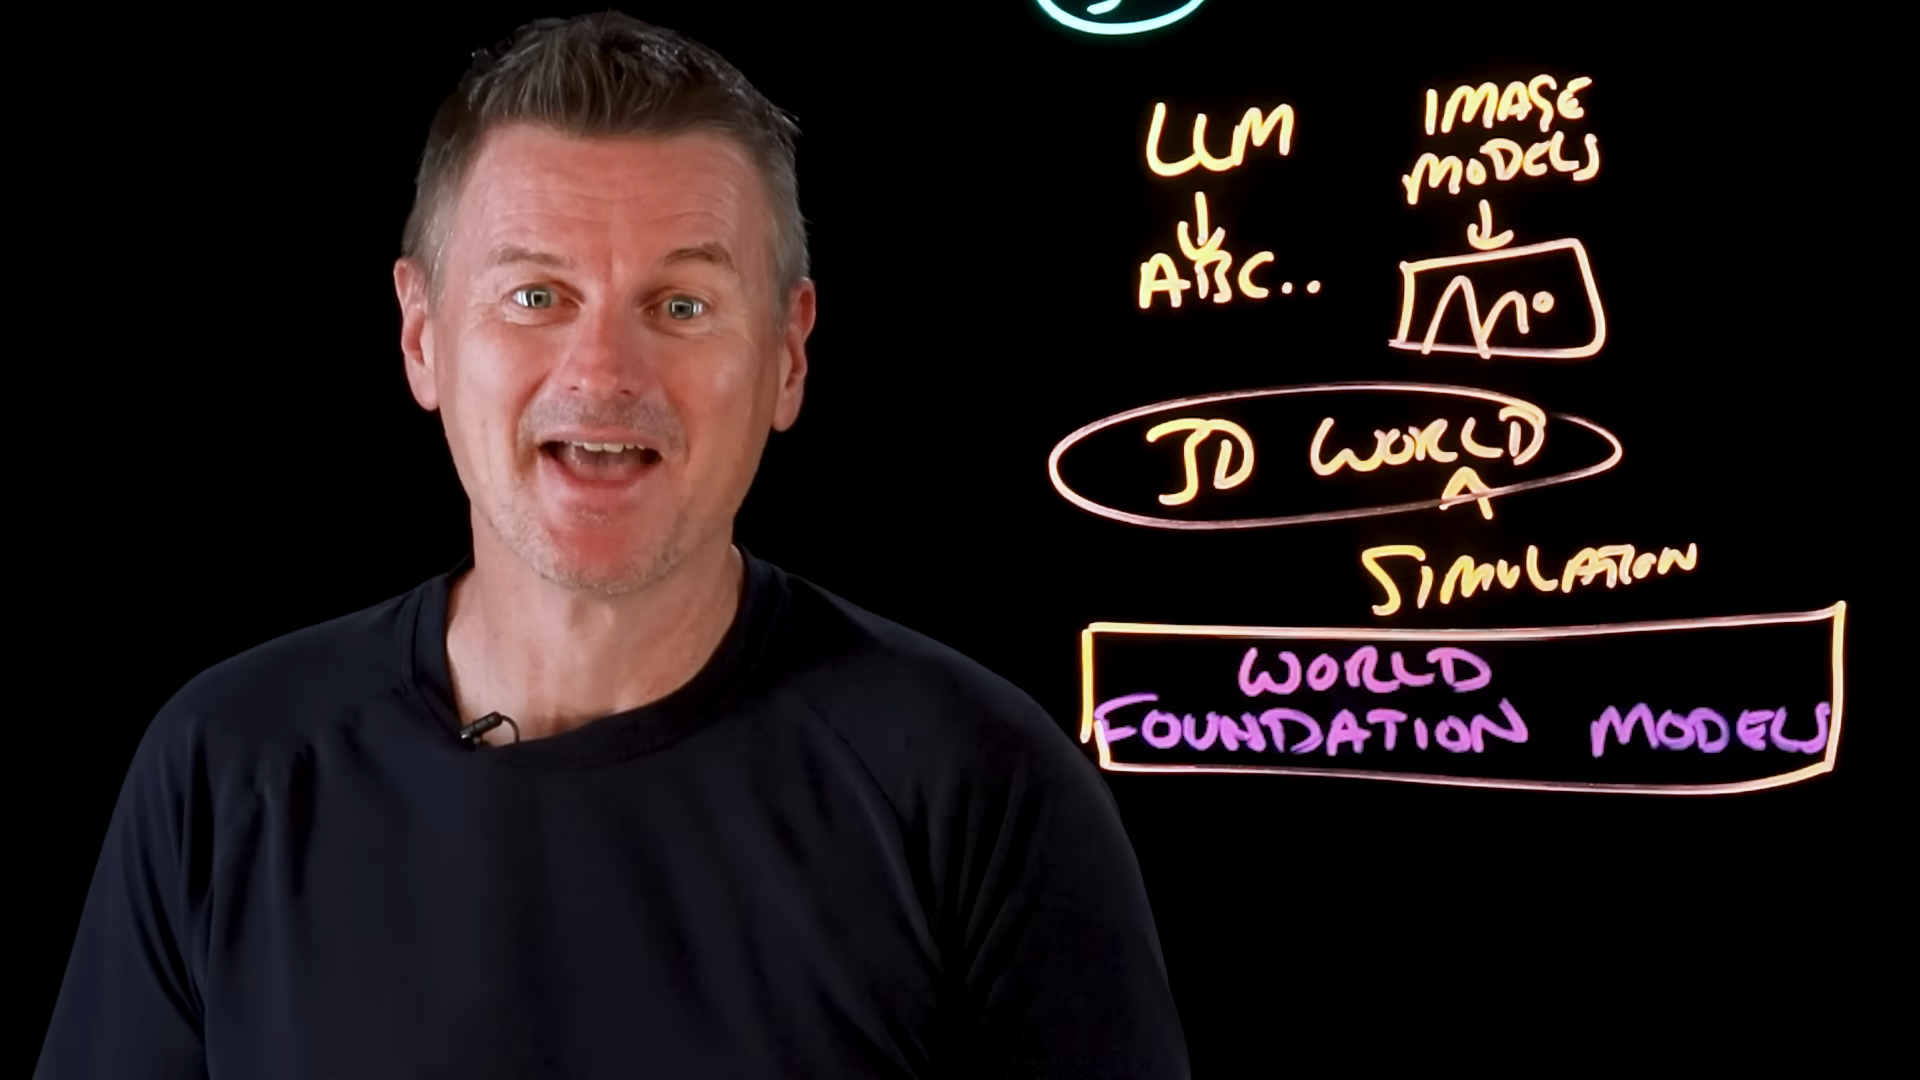 LLM
IMAGE
MODELS
ABC..
3D WORLD
SIMULATION
WORLD
FOUNDATION MODELS